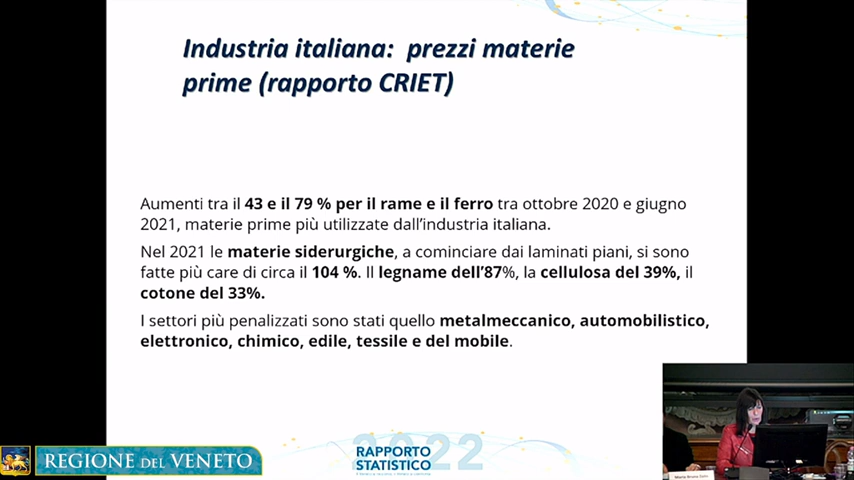 Industria italiana: prezzi materie
prime (rapporto CRIET)
Aumenti tra il 43 e il 79 % per il rame e il ferro tra ottobre 2020 e giugno
2021, materie prime più utilizzate dall'industria italiana.
Nel 2021 le materie siderurgiche, a cominciare dai laminati piani, si sono
fatte più care di circa il 104 %. Il legname dell'87%, la cellulosa del 39%, il
cotone del 33%.
I settori più penalizzati sono stati quello metalmeccanico, automobilistico,
elettronico, chimico, edile, tessile e del mobile.
2022
RAPPORTO
STATISTICO
REGIONE DEL VENETO